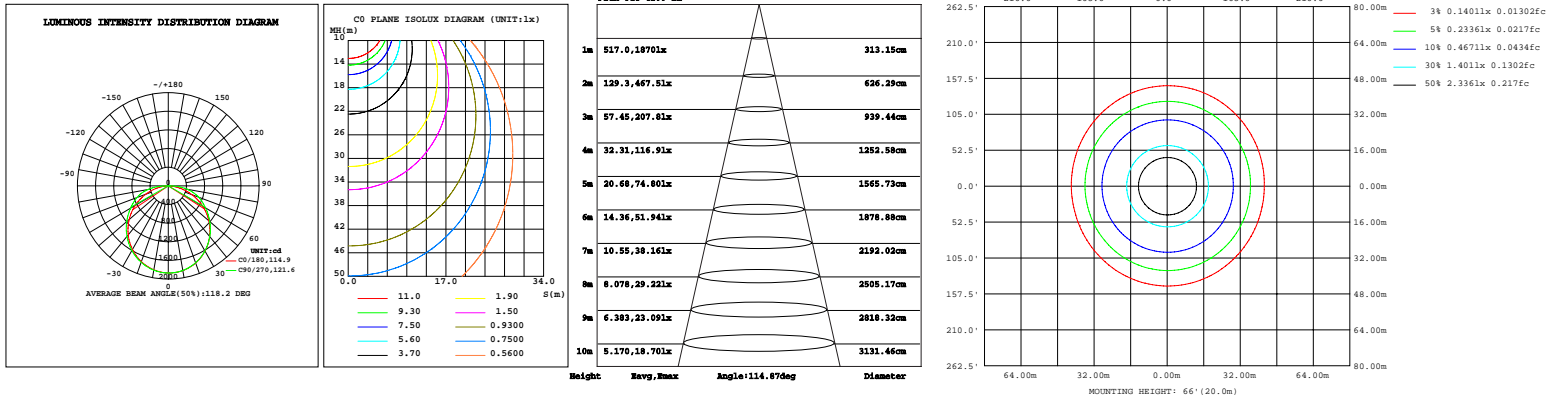 LUMINOUS INTENSITY DISTRIBUTION DIAGRAM
-/+180
-150 150
-120 120
-90 90
0
400
800
1200
1600
2000
60
-30 30
0
UNIT:cd
C0/180,114.9
C90/270,121.6
AVERAGE BEAM ANGLE(50%):118.2 DEG
C0 PLANE ISOLUX DIAGRAM (UNIT:lx)
MH(m)
10
14
18
22
26
30
34
38
42
46
50
0.0 17.0 34.0
S(m)
11.0 1.90
9.30 1.50
7.50 0.9300
5.60 0.7500
3.70 0.5600
1m 517.0,1870lx 313.15cm
2m 129.3,467.5lx 626.29cm
3m 57.45,207.8lx 939.44cm
4m 32.31,116.9lx 1252.58cm
5m 20.68,74.80lx 1565.73cm
6m 14.36,51.94lx 1878.88cm
7m 10.55,38.16lx 2192.02cm
8m 8.078,29.22lx 2505.17cm
9m 6.383,23.09lx 2818.32cm
10m 5.170,18.70lx 3131.46cm
Height Eavg,Emax Angle:114.87deg Diameter
262.5' 80.00m
210.0' 64.00m
157.5' 48.00m
105.0' 32.00m
52.5' 16.00m
0.0' 0.00m
52.5' 16.00m
105.0' 32.00m
157.5' 48.00m
210.0' 64.00m
262.5' 80.00m
64.00m 32.00m 0.00m 32.00m 64.00m
MOUNTING HEIGHT: 66'(20.0m)
3% 0.1401lx 0.01302fc
5% 0.2336lx 0.0217fc
10% 0.4671lx 0.0434fc
30% 1.401lx 0.1302fc
50% 2.336lx 0.217fc